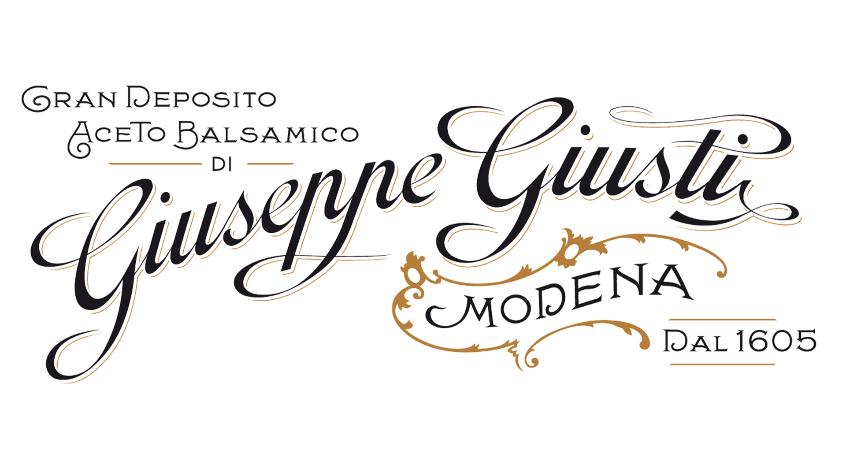 Gran Deposito
Aceto Balsamico
di
Giuseppe Giusti
Modena
Dal 1605